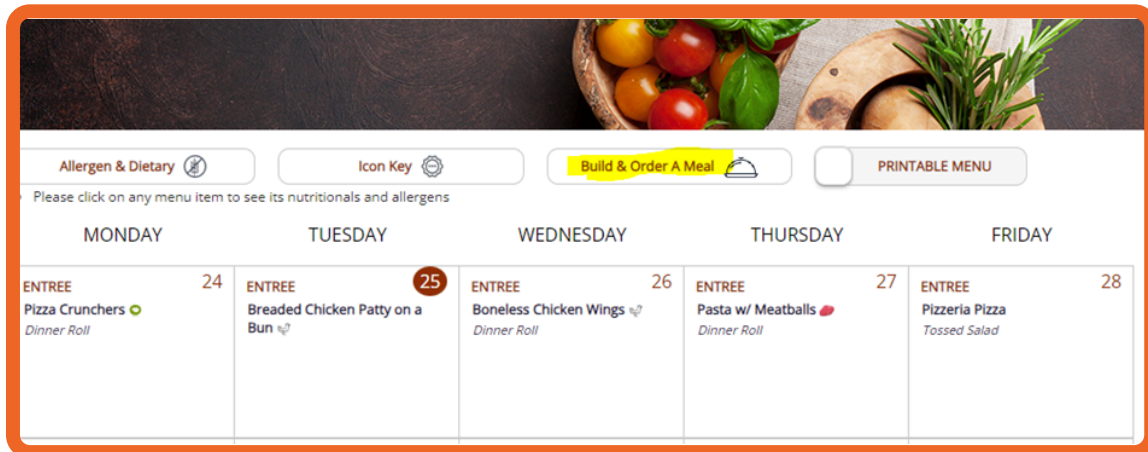 Allergen & Dietary
Icon Key
Build & Order A Meal
PRINTABLE MENU
Please click on any menu item to see its nutritionals and allergens
MONDAY
TUESDAY
WEDNESDAY
THURSDAY
FRIDAY
ENTREE 24
Pizza Crunchers
Dinner Roll
ENTREE 25
Breaded Chicken Patty on a
Bun
ENTREE 26
Boneless Chicken Wings
Dinner Roll
ENTREE 27
Pasta w/ Meatballs
Dinner Roll
ENTREE 28
Pizzeria Pizza
Tossed Salad